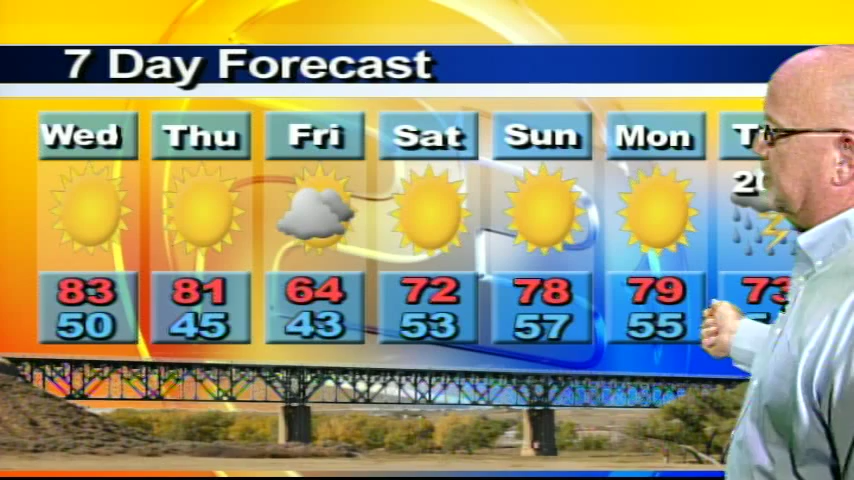 7 Day Forecast
Wed Thu Fri Sat Sun Mon
83 81 64 72 78 79 73
50 45 43 53 57 55